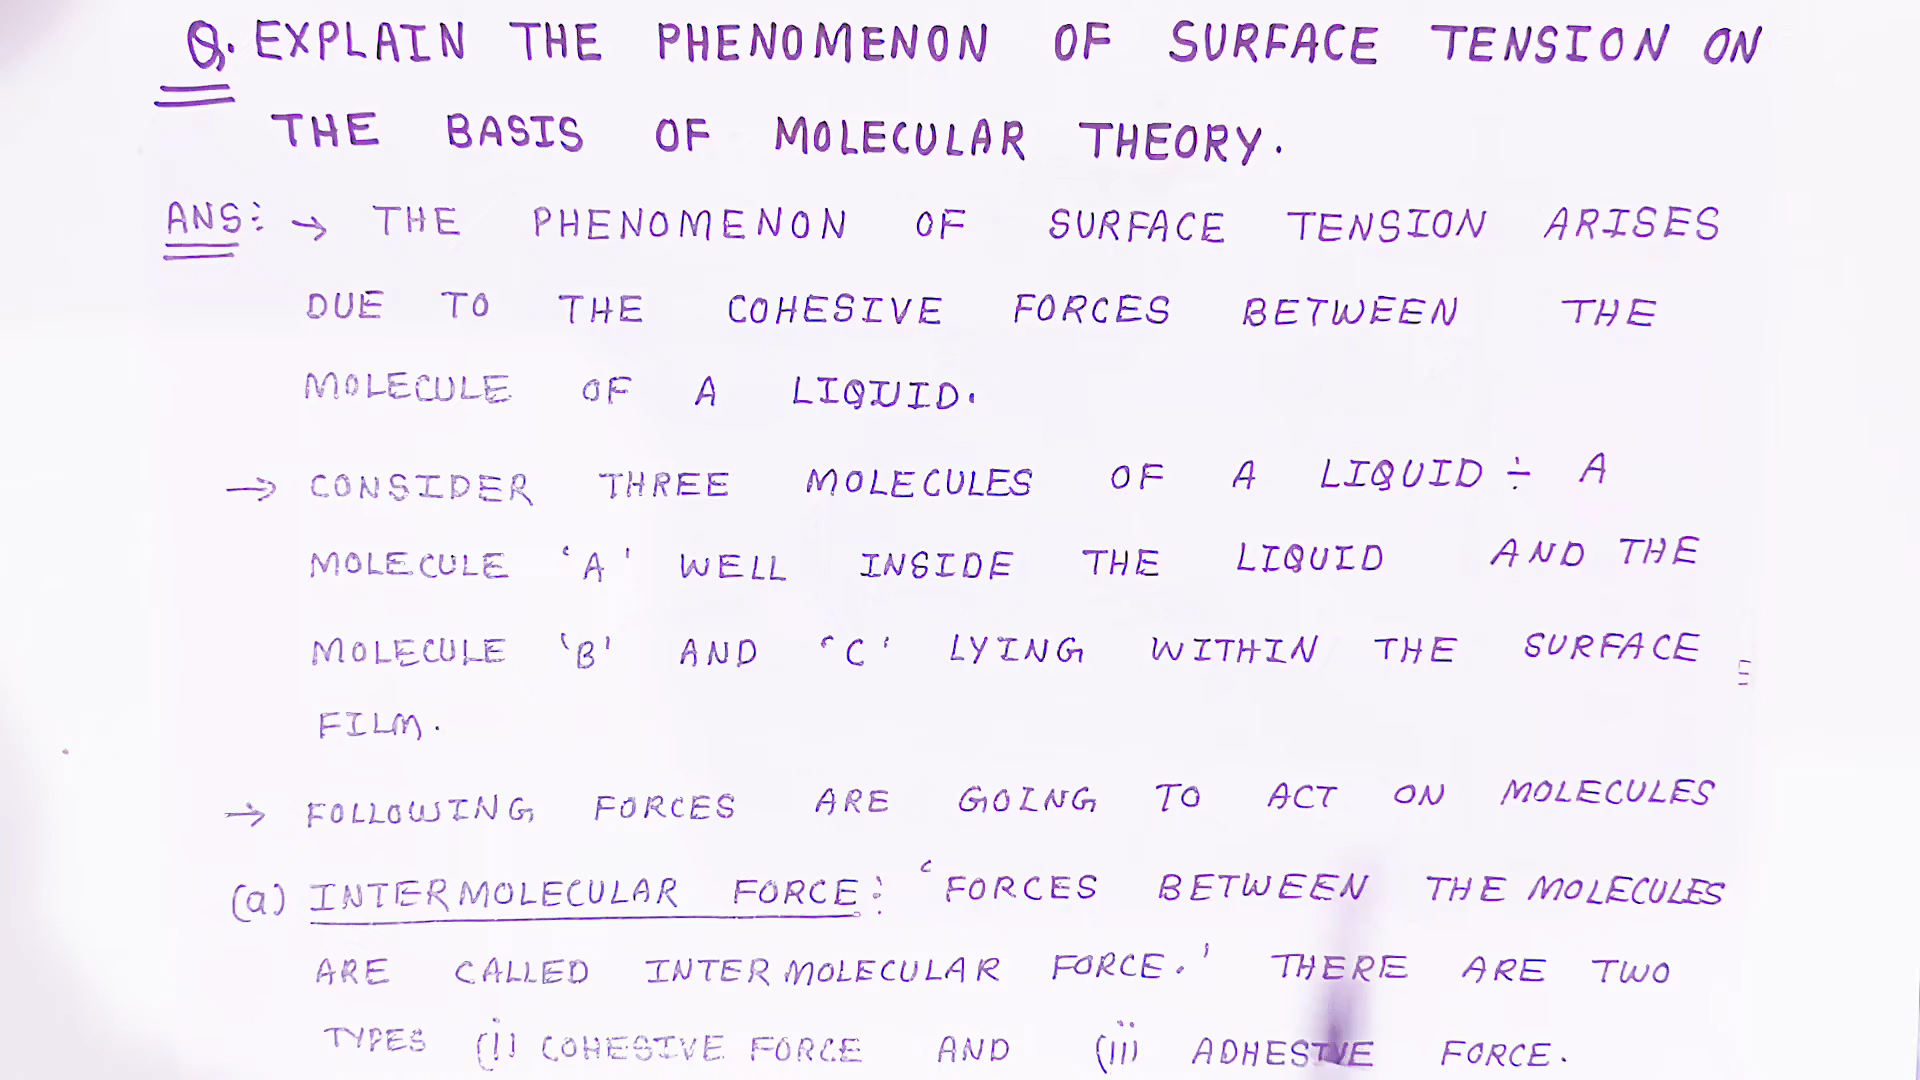 Q. EXPLAIN THE PHENOMENON OF SURFACE TENSION ON
THE BASIS OF MOLECULAR THEORY.
ANS: → THE PHENOMENON OF SURFACE TENSION ARISES
DUE TO THE COHESIVE FORCES BETWEEN THE
MOLECULE OF A LIQUID.
→ CONSIDER THREE MOLECULES OF A LIQUID ÷ A
MOLECULE 'A' WELL INSIDE THE LIQUID AND THE
MOLECULE 'B' AND 'C' LYING WITHIN THE SURFACE
FILM.
→ FOLLOWING FORCES ARE GOING TO ACT ON MOLECULES
(a) INTERMOLECULAR FORCE: 'FORCES BETWEEN THE MOLECULES
ARE CALLED INTERMOLECULAR FORCE.' THERE ARE TWO
TYPES (i) COHESIVE FORCE AND (ii) ADHESIVE FORCE.